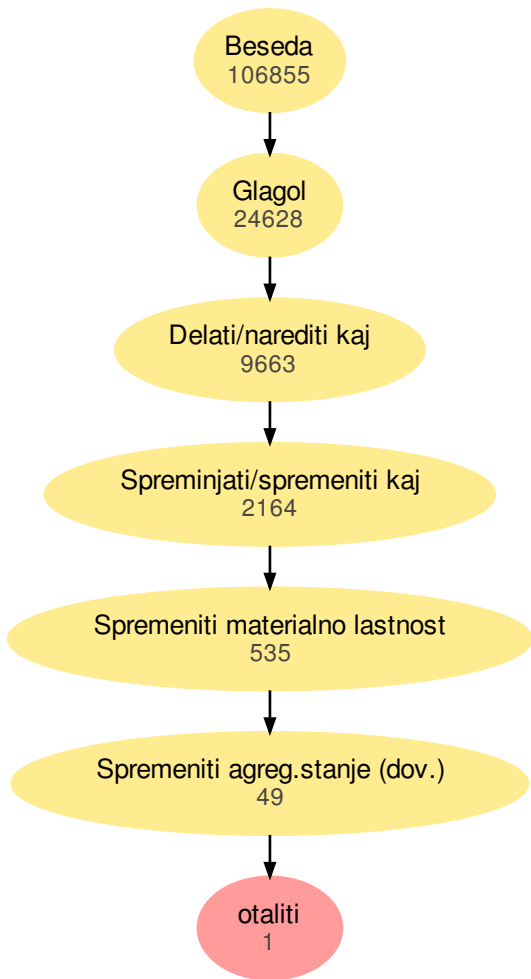 Beseda
106855
Glagol
24628
Delati/narediti kaj
9663
Spreminjati/spremeniti kaj
2164
Spremeniti materialno lastnost
535
Spremeniti agreg.stanje (dov.)
49
otaliti
1